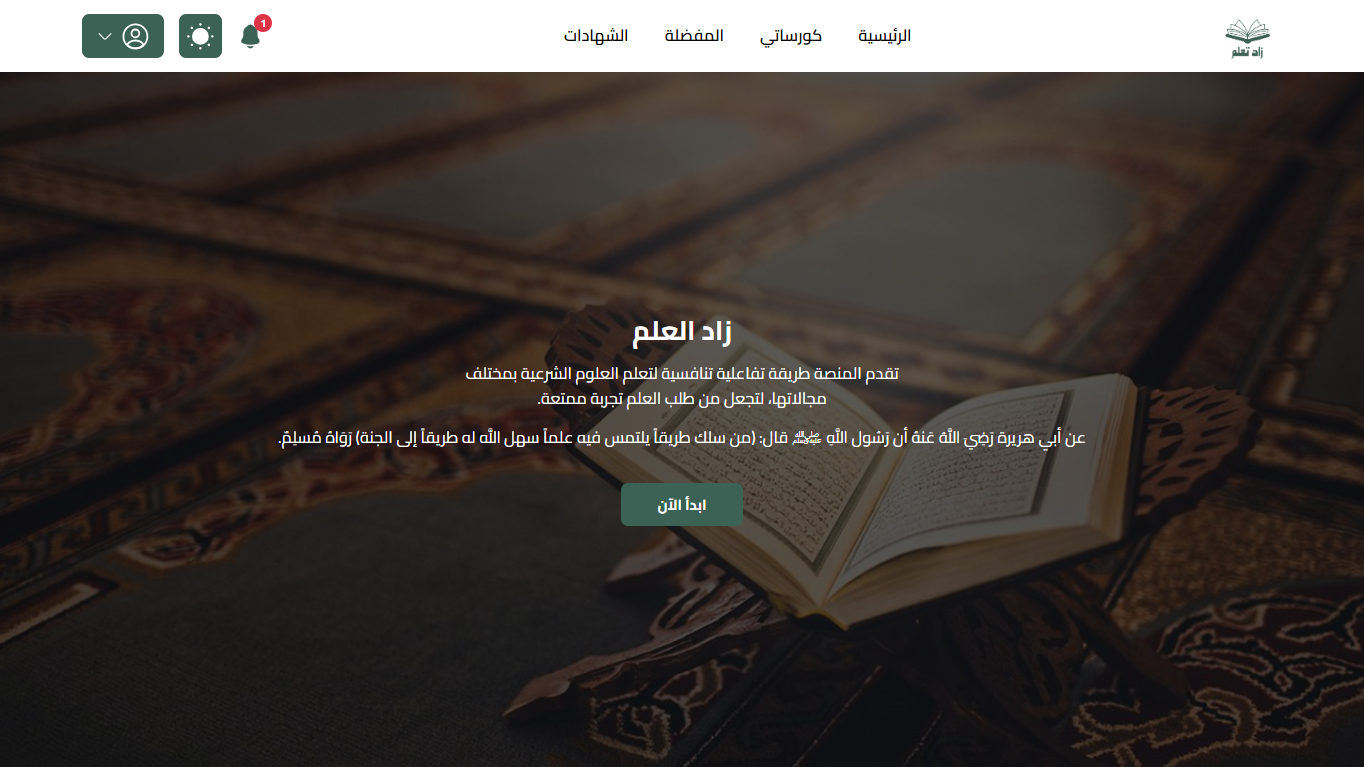 زاد تعلم
الرئيسية
كورساتي
المفضلة
الشهادات
1
زاد العلم
تقدم المنصة طريقة تفاعلية تنافسية لتعلم العلوم الشرعية بمختلف
مجالاتها، لتجعل من طلب العلم تجربة ممتعة.
عن أبي هريرة رَضِيَ اللَّهُ عَنهُ أن رَسُول اللَّهِ ﷺ قال: (من سلك طريقاً يلتمس فيه علماً سهل اللَّه له طريقاً إلى الجنة) رَوَاهُ مُسلِمٌ.
ابدأ الآن